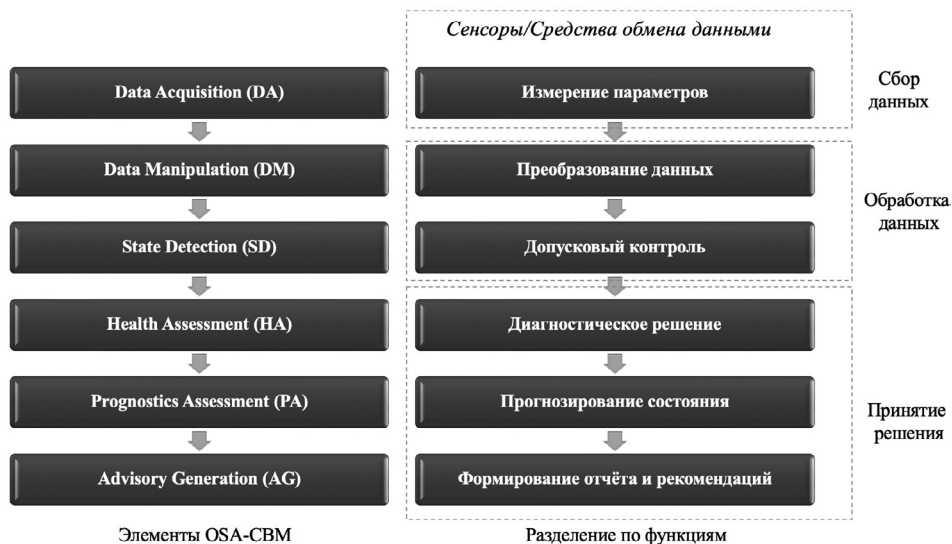 Сенсоры/Средства обмена данными
Data Acquisition (DA)
Измерение параметров
Сбор
данных
Data Manipulation (DM)
Преобразование данных
Обработка
данных
State Detection (SD)
Допусковый контроль
Health Assessment (HA)
Диагностическое решение
Prognostics Assessment (PA)
Прогнозирование состояния
Принятие
решения
Advisory Generation (AG)
Формирование отчёта и рекомендаций
Элементы OSA-CBM
Разделение по функциям